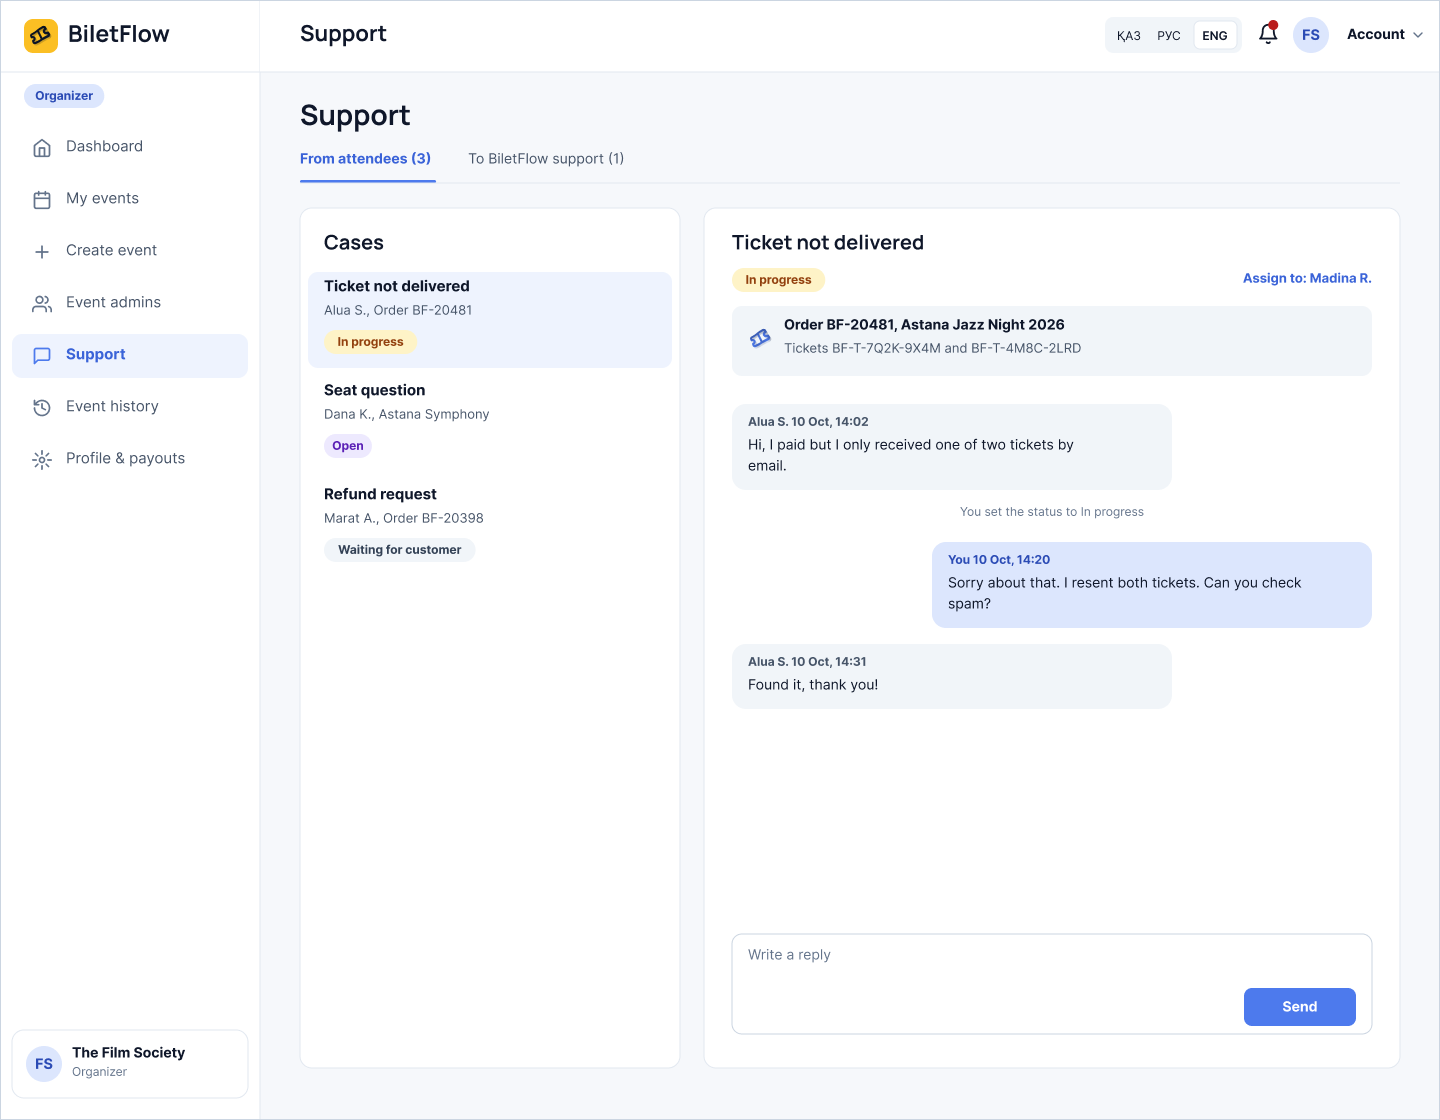 BiletFlow
Support
ҚАЗ РУС ENG
FS
Account
Organizer
Dashboard
My events
Create event
Event admins
Support
Event history
Profile & payouts
FS
The Film Society
Organizer
Support
From attendees (3)
To BiletFlow support (1)
Cases
Ticket not delivered
Alua S., Order BF-20481
In progress
Seat question
Dana K., Astana Symphony
Open
Refund request
Marat A., Order BF-20398
Waiting for customer
Ticket not delivered
In progress
Assign to: Madina R.
Order BF-20481, Astana Jazz Night 2026
Tickets BF-T-7Q2K-9X4M and BF-T-4M8C-2LRD
Alua S. 10 Oct, 14:02
Hi, I paid but I only received one of two tickets by
email.
You set the status to In progress
You 10 Oct, 14:20
Sorry about that. I resent both tickets. Can you check
spam?
Alua S. 10 Oct, 14:31
Found it, thank you!
Write a reply
Send